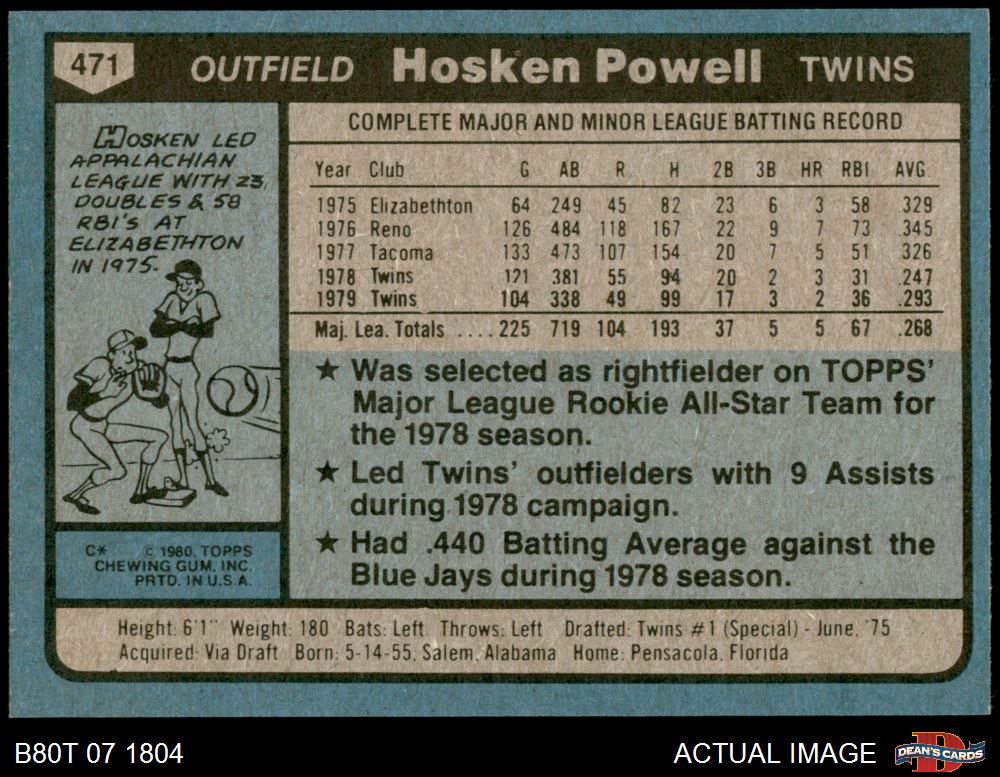 471 OUTFIELD Hosken Powell TWINS
HOSKEN LED
APPALACHIAN
LEAGUE WITH 23
DOUBLES & 58
RBI'S AT
ELIZABETHTON
IN 1975.
COMPLETE MAJOR AND MINOR LEAGUE BATTING RECORD
Year Club G AB R H 2B 3B HR RBI AVG.
1975 Elizabethton 64 249 45 82 23 6 3 58 .329
1976 Reno 126 484 118 167 22 9 7 73 .345
1977 Tacoma 133 473 107 154 20 7 5 51 .326
1978 Twins 121 381 55 94 20 2 3 31 .247
1979 Twins 104 338 49 99 17 3 2 36 .293
Maj. Lea. Totals .... 225 719 104 193 37 5 5 67 .268
★ Was selected as rightfielder on TOPPS'
Major League Rookie All-Star Team for
the 1978 season.
★ Led Twins' outfielders with 9 Assists
during 1978 campaign.
★ Had .440 Batting Average against the
Blue Jays during 1978 season.
C* © 1980, TOPPS
CHEWING GUM, INC.
PRTD. IN U.S.A.
Height: 6'1" Weight: 180 Bats: Left Throws: Left Drafted: Twins #1 (Special) - June, '75
Acquired: Via Draft Born: 5-14-55, Salem, Alabama Home: Pensacola, Florida
B80T 07 1804 ACTUAL IMAGE DEAN'S CARDS